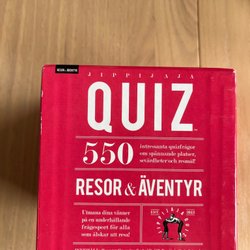 JIPPIJAJA
QUIZ
550
intressanta quizfrågor
om spännande platser,
sevärdheter och resmål!
RESOR & ÄVENTYR
Utmana dina vänner
på en underhållande
frågesport för alla
som älskar att resa!